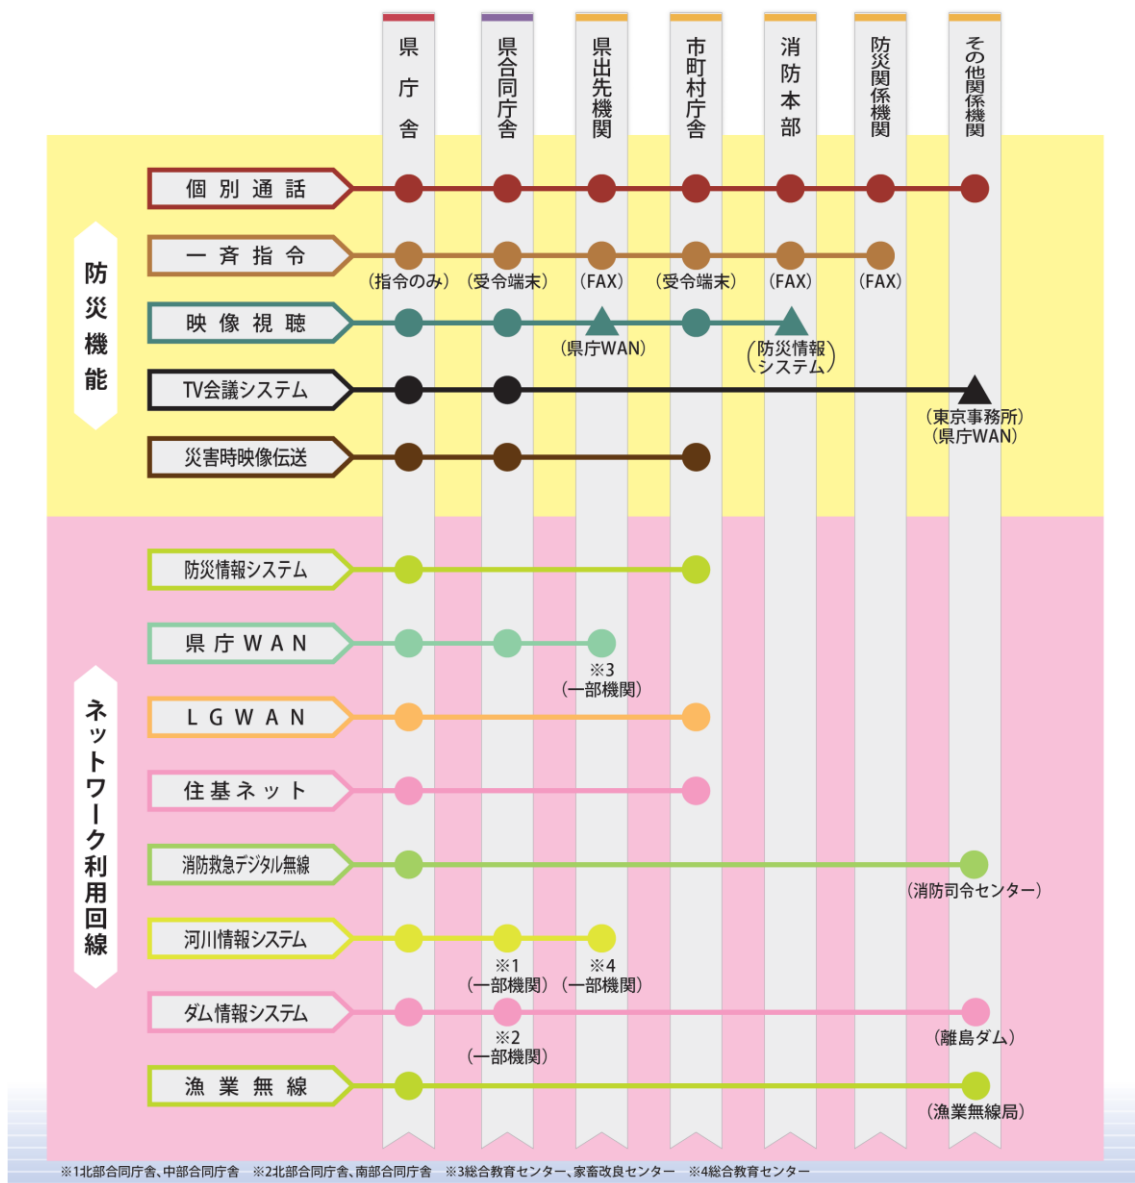 県庁舎
県合同庁舎
県出先機関
市町村庁舎
消防本部
防災関係機関
その他関係機関
防災機能
個別通話
一斉指令
(指令のみ)
(受令端末)
(FAX)
(受令端末)
(FAX)
(FAX)
映像視聴
(県庁WAN)
(防災情報
システム)
TV会議システム
(東京事務所)
(県庁WAN)
災害時映像伝送
ネットワーク利用回線
防災情報システム
県庁WAN
※3
(一部機関)
LGWAN
住基ネット
消防救急デジタル無線
(消防司令センター)
河川情報システム
※1
(一部機関)
※4
(一部機関)
ダム情報システム
※2
(一部機関)
(離島ダム)
漁業無線
(漁業無線局)
※1北部合同庁舎、中部合同庁舎 ※2北部合同庁舎、南部合同庁舎 ※3総合教育センター、家畜改良センター ※4総合教育センター